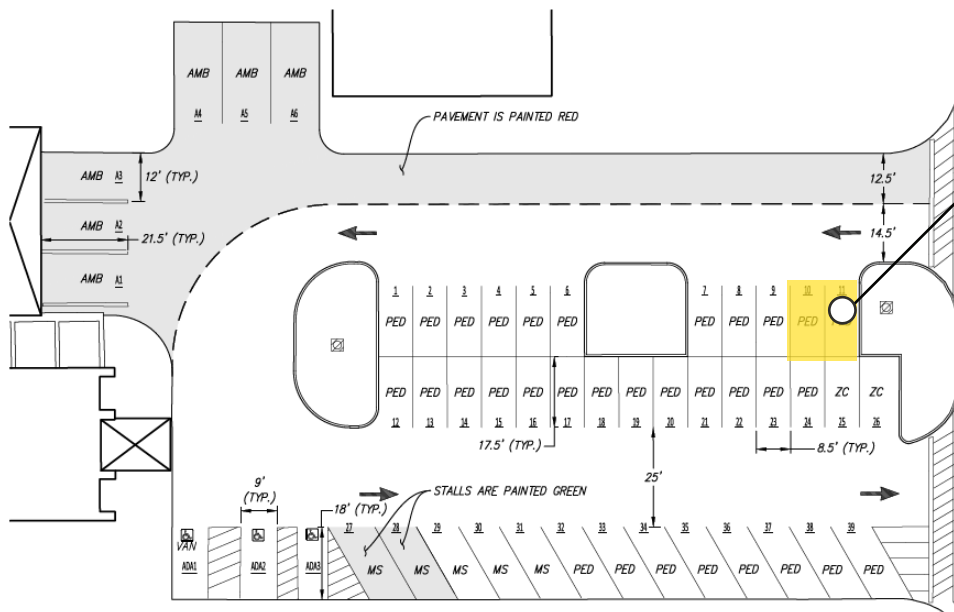 AMB AMB AMB
A4 A5 A6
PAVEMENT IS PAINTED RED
AMB A3
12' (TYP.)
12.5'
AMB A2
21.5' (TYP.)
14.5'
AMB A1
1 2 3 4 5 6 7 8 9 10
PED PED PED PED PED PED PED PED PED PED
PED PED PED PED PED PED PED PED PED PED PED PED PED ZC ZC
12 13 14 15 16 17 18 19 20 21 22 23 24 25 26
17.5' (TYP.)
8.5' (TYP.)
25'
9'
(TYP.)
STALLS ARE PAINTED GREEN
18' (TYP.)
27 28 29 30 31 32 33 34 35 36 37 38 39
VAN
ADA1 ADA2 ADA3 MS MS MS MS MS PED PED PED PED PED PED PED